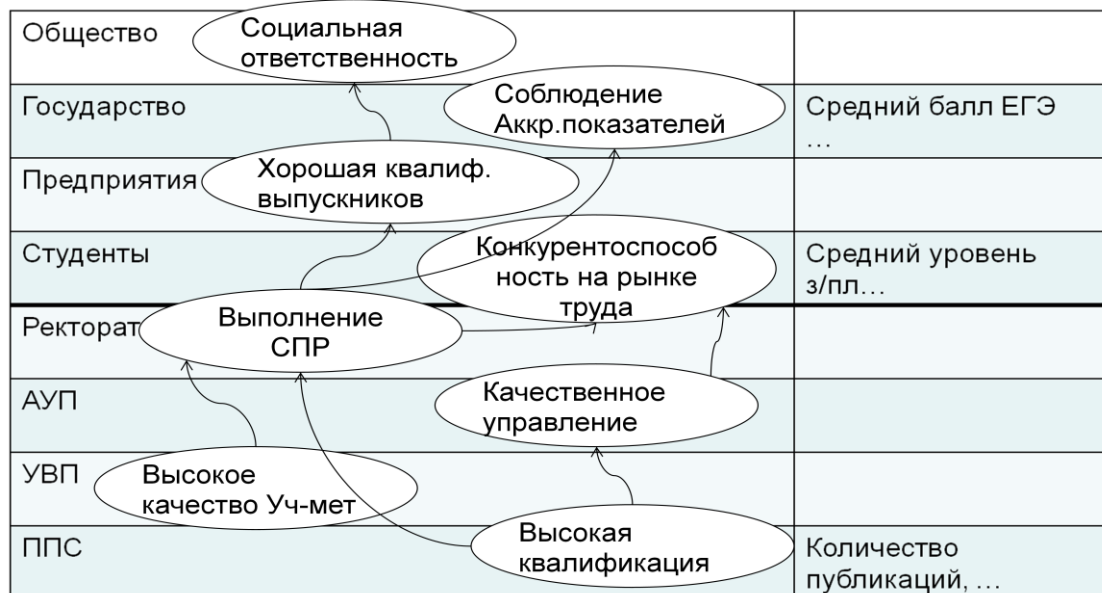 Общество
Социальная
ответственность
Государство
Соблюдение
Аккр.показателей
Средний балл ЕГЭ
…
Предприятия
Хорошая квалиф.
выпускников
Студенты
Конкурентоспособ
ность на рынке
труда
Средний уровень
з/пл…
Ректорат
Выполнение
СПР
АУП
Качественное
управление
УВП
Высокое
качество Уч-мет
ППС
Высокая
квалификация
Количество
публикаций, …